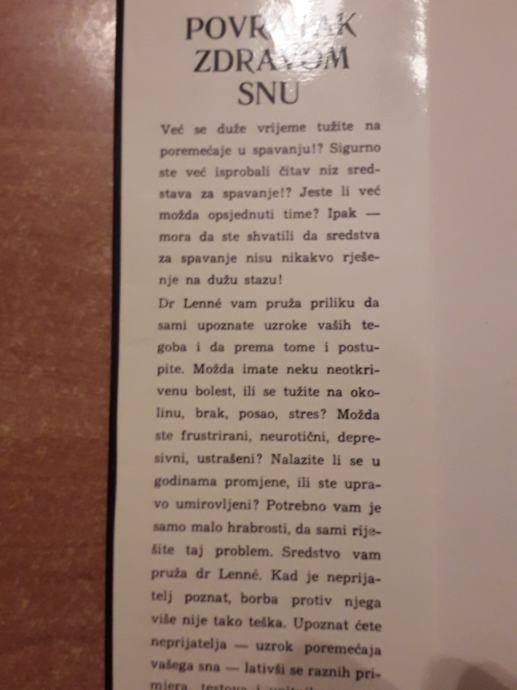 POVRATAK
ZDRAVOM
SNU
Već se duže vrijeme tužite na
poremećaje u spavanju!? Sigurno
ste već isprobali čitav niz sred-
stava za spavanje!? Jeste li već
možda opsjednuti time? Ipak —
mora da ste shvatili da sredstva
za spavanje nisu nikakvo rješe-
nje na dužu stazu!
Dr Lenné vam pruža priliku da
sami upoznate uzroke vaših te-
goba i da prema tome i postu-
pite. Možda imate neku neotkri-
venu bolest, ili se tužite na oko-
linu, brak, posao, stres? Možda
ste frustrirani, neurotični, depre-
sivni, ustrašeni? Nalazite li se u
godinama promjene, ili ste upra-
vo umirovljeni? Potrebno vam je
samo malo hrabrosti, da sami rije-
šite taj problem. Sredstvo vam
pruža dr Lenné. Kad je neprija-
telj poznat, borba protiv njega
više nije tako teška. Upoznat ćete
neprijatelja — uzrok poremećaja
vašega sna — lativši se raznih pri-
mjera, testova i